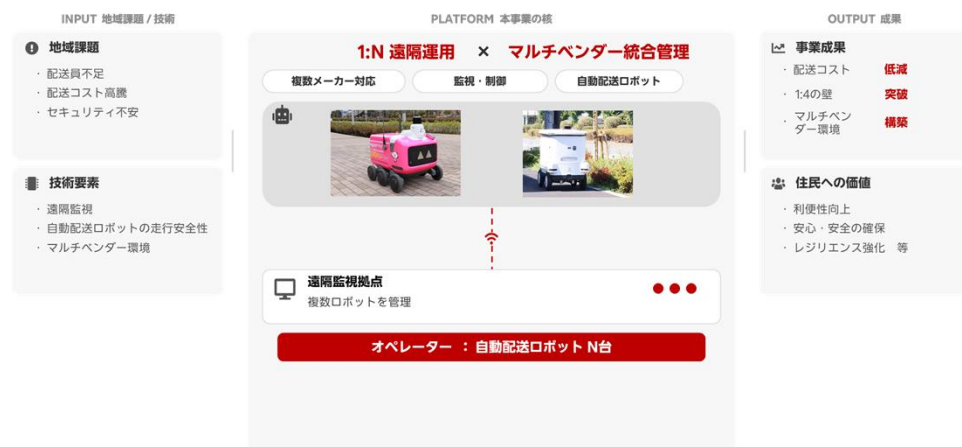 INPUT 地域課題 / 技術
地域課題
・ 配送員不足
・ 配送コスト高騰
・ セキュリティ不安
技術要素
・ 遠隔監視
・ 自動配送ロボットの走行安全性
・ マルチベンダー環境
PLATFORM 本事業の核
1:N 遠隔運用 × マルチベンダー統合管理
複数メーカー対応
監視・制御
自動配送ロボット
遠隔監視拠点
複数ロボットを管理
オペレーター ：自動配送ロボット N台
OUTPUT 成果
事業成果
・ 配送コスト 低減
・ 1:4の壁 突破
・ マルチベン
ダー環境 構築
住民への価値
・ 利便性向上
・ 安心・安全の確保
・ レジリエンス強化　等